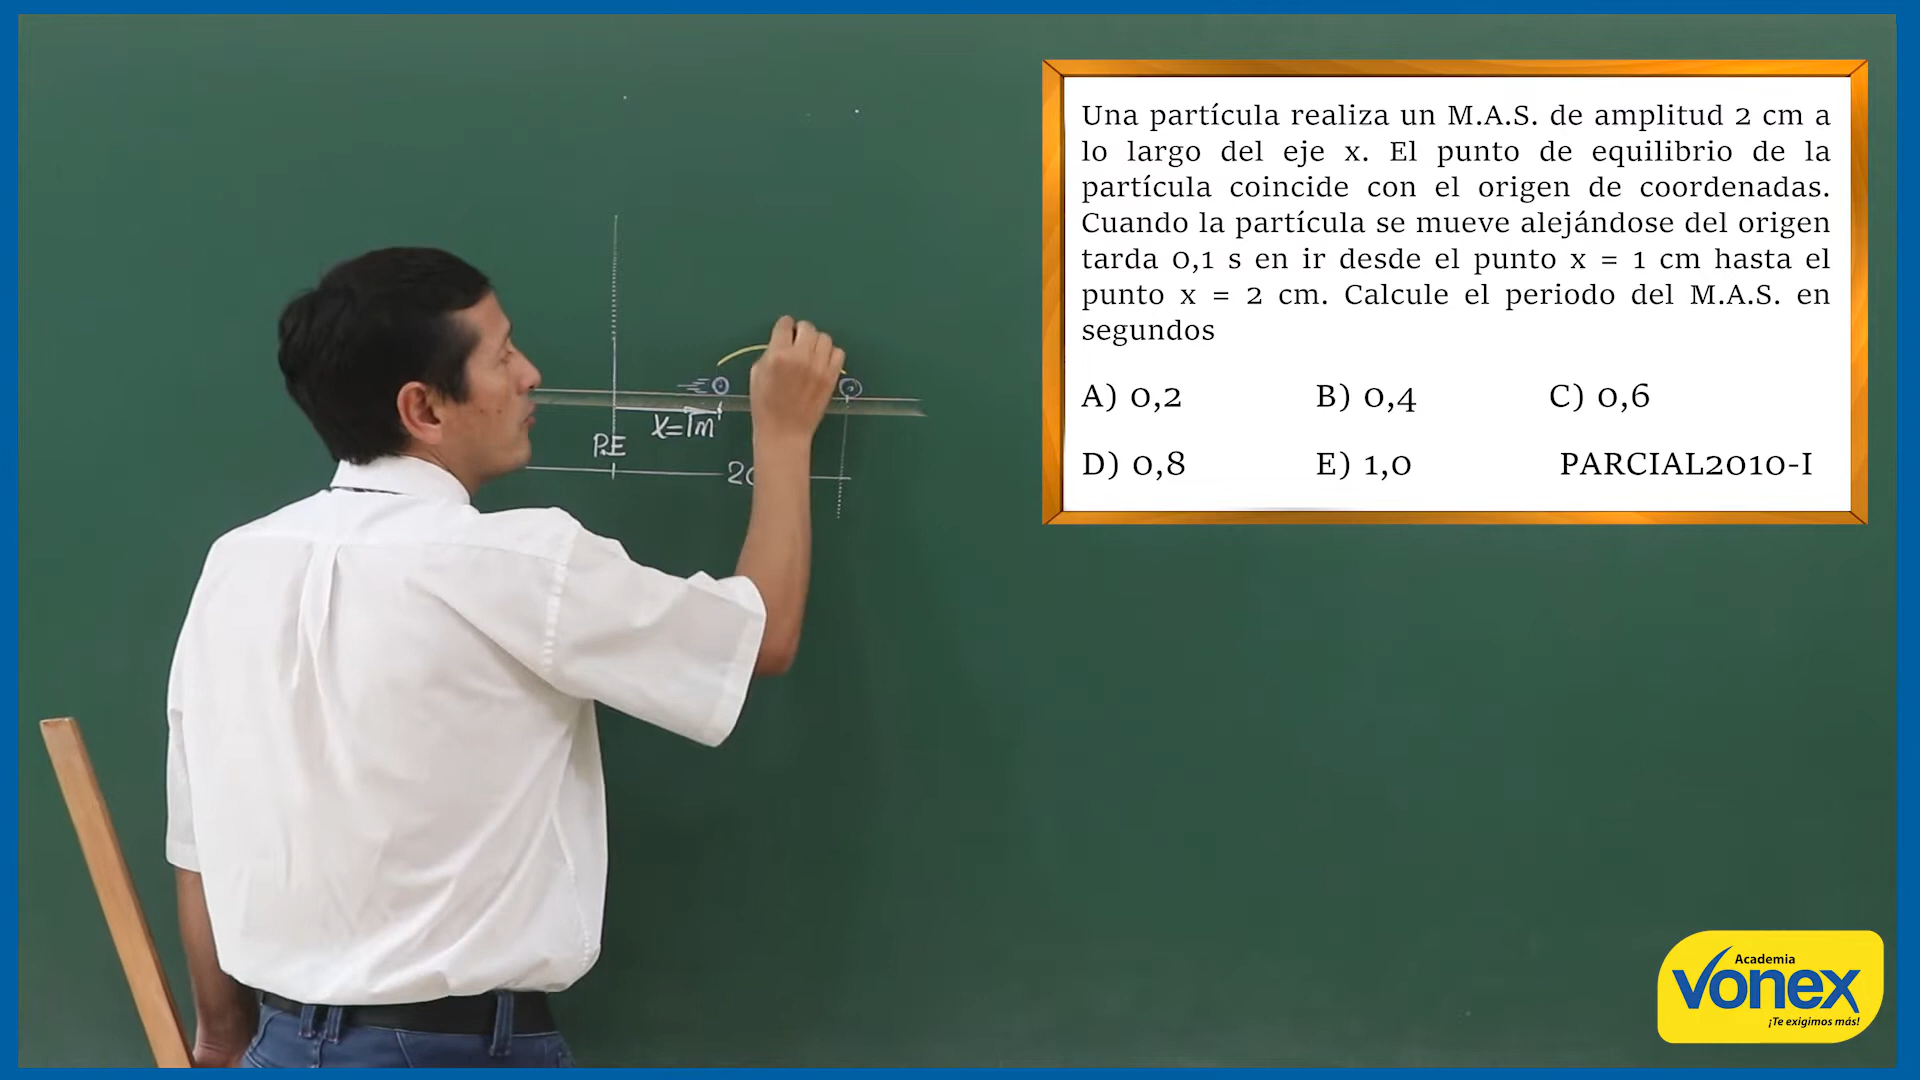 Una partícula realiza un M.A.S. de amplitud 2 cm a
lo largo del eje x. El punto de equilibrio de la
partícula coincide con el origen de coordenadas.
Cuando la partícula se mueve alejándose del origen
tarda 0,1 s en ir desde el punto x = 1 cm hasta el
punto x = 2 cm. Calcule el periodo del M.A.S. en
segundos
A) 0,2 B) 0,4 C) 0,6
D) 0,8 E) 1,0 PARCIAL2010-I
X=1m
P.E
Academia
vonex
¡Te exigimos más!